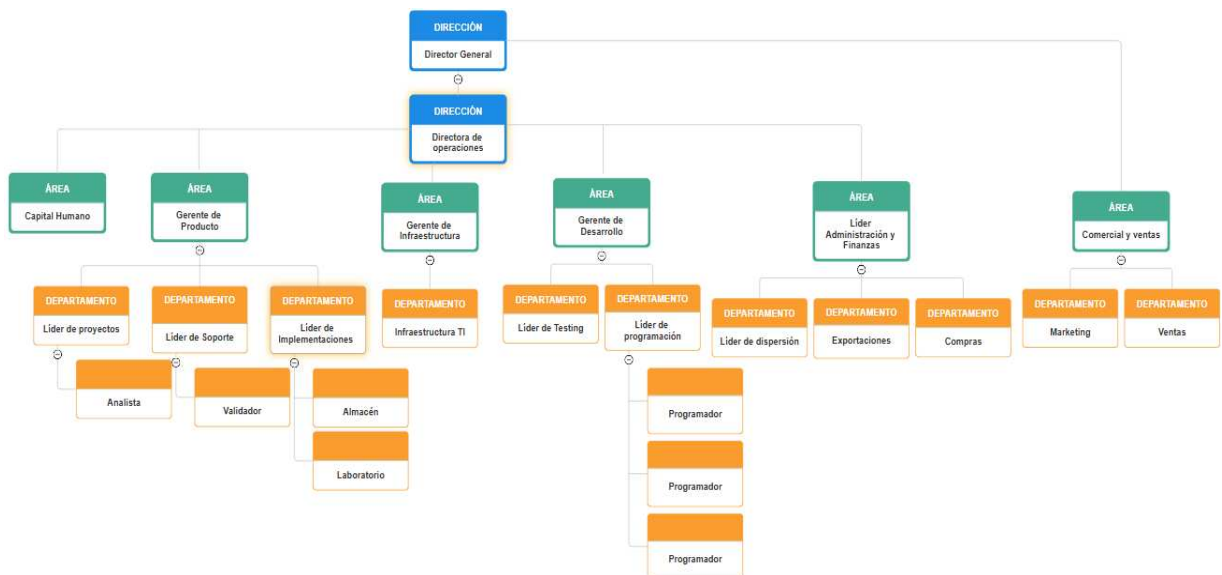 DIRECCIÓN
Director General
DIRECCIÓN
Directora de
operaciones
ÁREA
Capital Humano
ÁREA
Gerente de
Producto
ÁREA
Gerente de
Infraestructura
ÁREA
Gerente de
Desarrollo
ÁREA
Líder
Administración y
Finanzas
ÁREA
Comercial y ventas
DEPARTAMENTO
Líder de proyectos
DEPARTAMENTO
Líder de Soporte
DEPARTAMENTO
Líder de
Implementaciones
DEPARTAMENTO
Infraestructura TI
DEPARTAMENTO
Líder de Testing
DEPARTAMENTO
Líder de
programación
DEPARTAMENTO
Líder de dispersión
DEPARTAMENTO
Exportaciones
DEPARTAMENTO
Compras
DEPARTAMENTO
Marketing
DEPARTAMENTO
Ventas
Analista
Validador
Almacén
Laboratorio
Programador
Programador
Programador